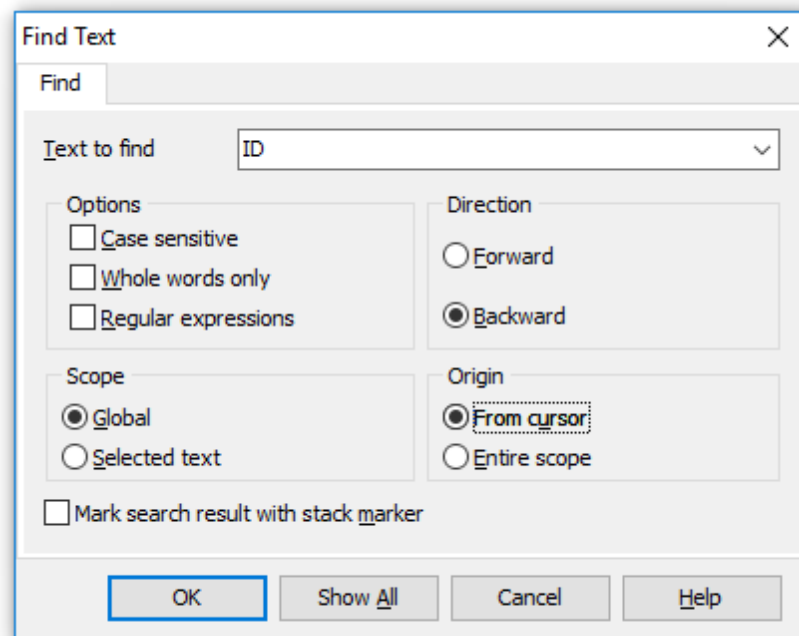 Find Text
Find
Text to find
ID
Options
Case sensitive
Whole words only
Regular expressions
Direction
Forward
Backward
Scope
Global
Selected text
Origin
From cursor
Entire scope
Mark search result with stack marker
OK
Show All
Cancel
Help